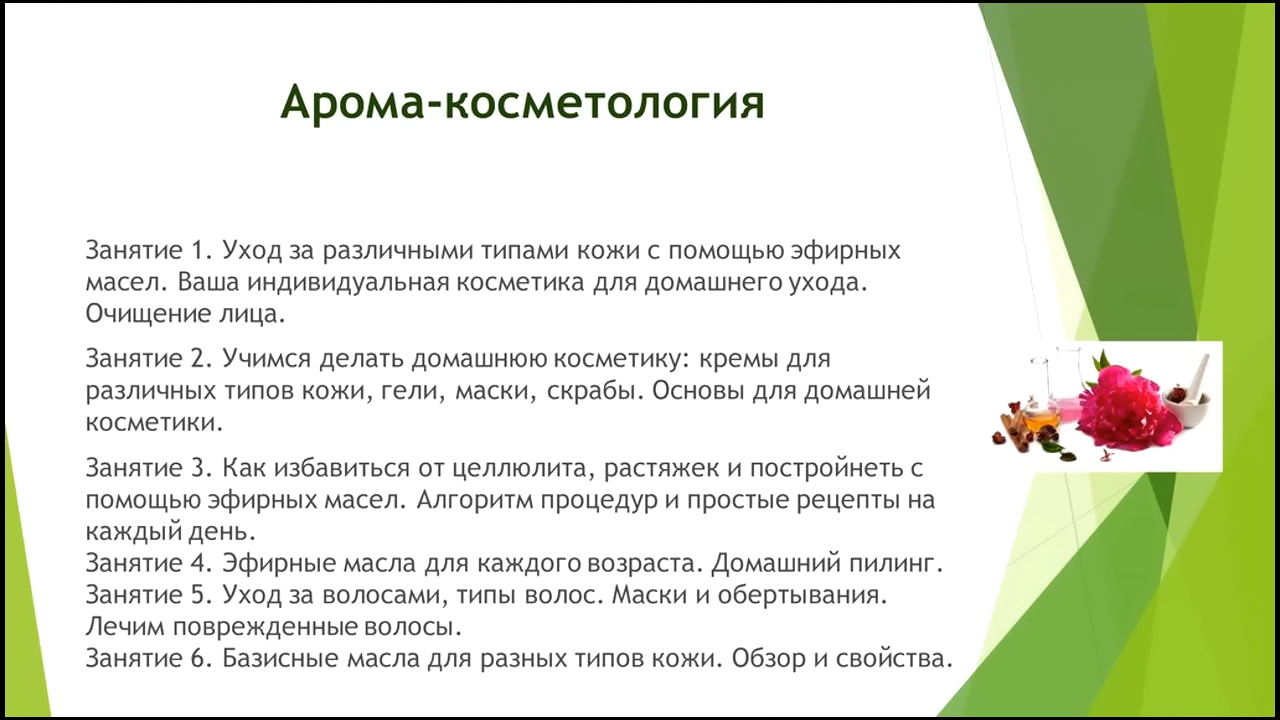 Арома-косметология
Занятие 1. Уход за различными типами кожи с помощью эфирных
масел. Ваша индивидуальная косметика для домашнего ухода.
Очищение лица.
Занятие 2. Учимся делать домашнюю косметику: кремы для
различных типов кожи, гели, маски, скрабы. Основы для домашней
косметики.
Занятие 3. Как избавиться от целлюлита, растяжек и постройнеть с
помощью эфирных масел. Алгоритм процедур и простые рецепты на
каждый день.
Занятие 4. Эфирные масла для каждого возраста. Домашний пилинг.
Занятие 5. Уход за волосами, типы волос. Маски и обертывания.
Лечим поврежденные волосы.
Занятие 6. Базисные масла для разных типов кожи. Обзор и свойства.